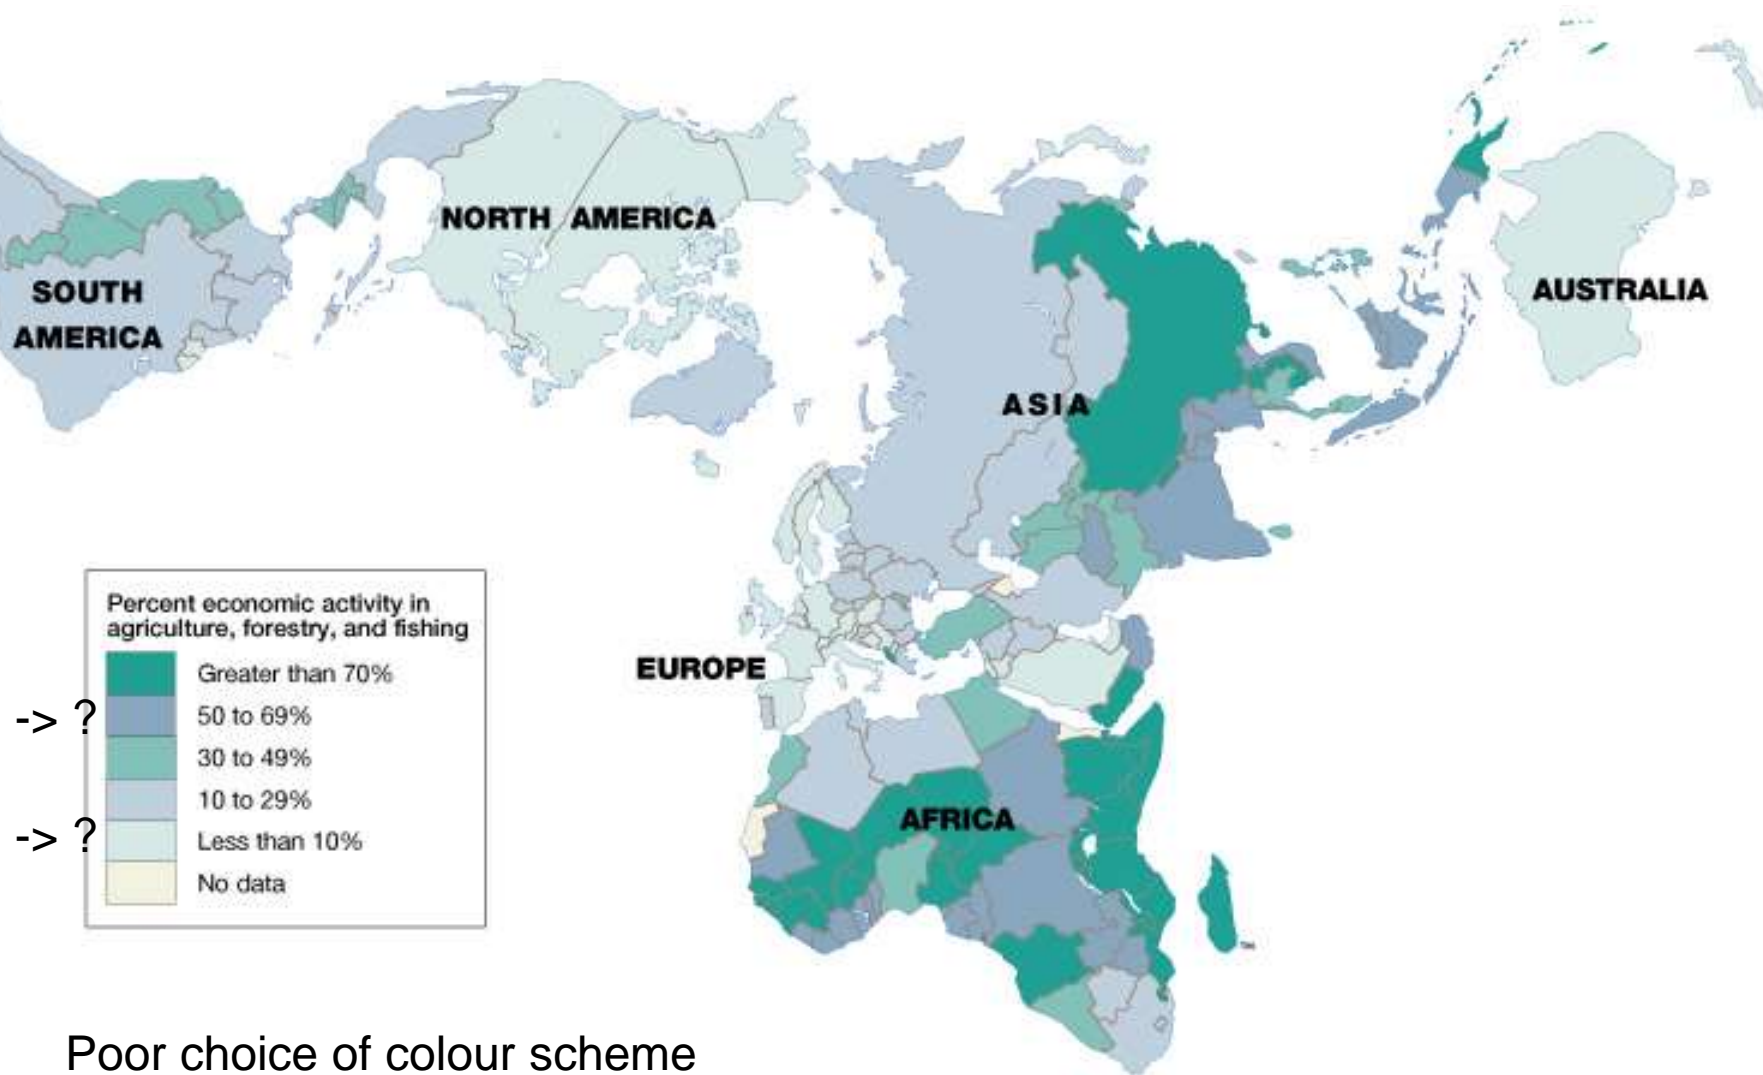 NORTH AMERICA
SOUTH
AMERICA
AUSTRALIA
ASIA
EUROPE
AFRICA
Percent economic activity in
agriculture, forestry, and fishing
Greater than 70%
-> ? 50 to 69%
30 to 49%
10 to 29%
-> ? Less than 10%
No data
Poor choice of colour scheme